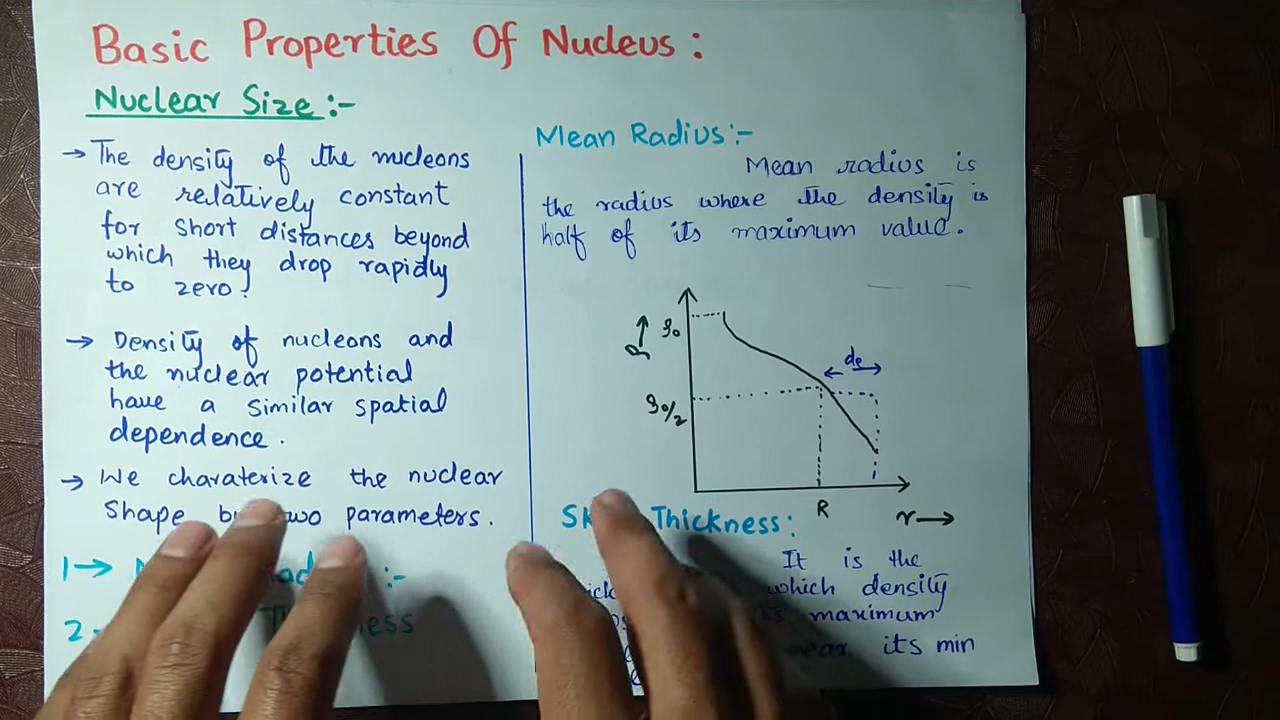 Basic Properties Of Nucleus :
Nuclear Size :-
→ The density of the nucleons
are relatively constant
for short distances beyond
which they drop rapidly
to zero.
→ Density of nucleons and
the nuclear potential
have a similar spatial
dependence.
→ We charaterize the nuclear
Shape two parameters.
1→
2
Mean Radius :-
Mean radius is
the radius where the density is
half of its maximum value.
ρ
ρ₀
dₑ
ρ₀/2
R
r→
Thickness :
It is the
which density
maximum
its min